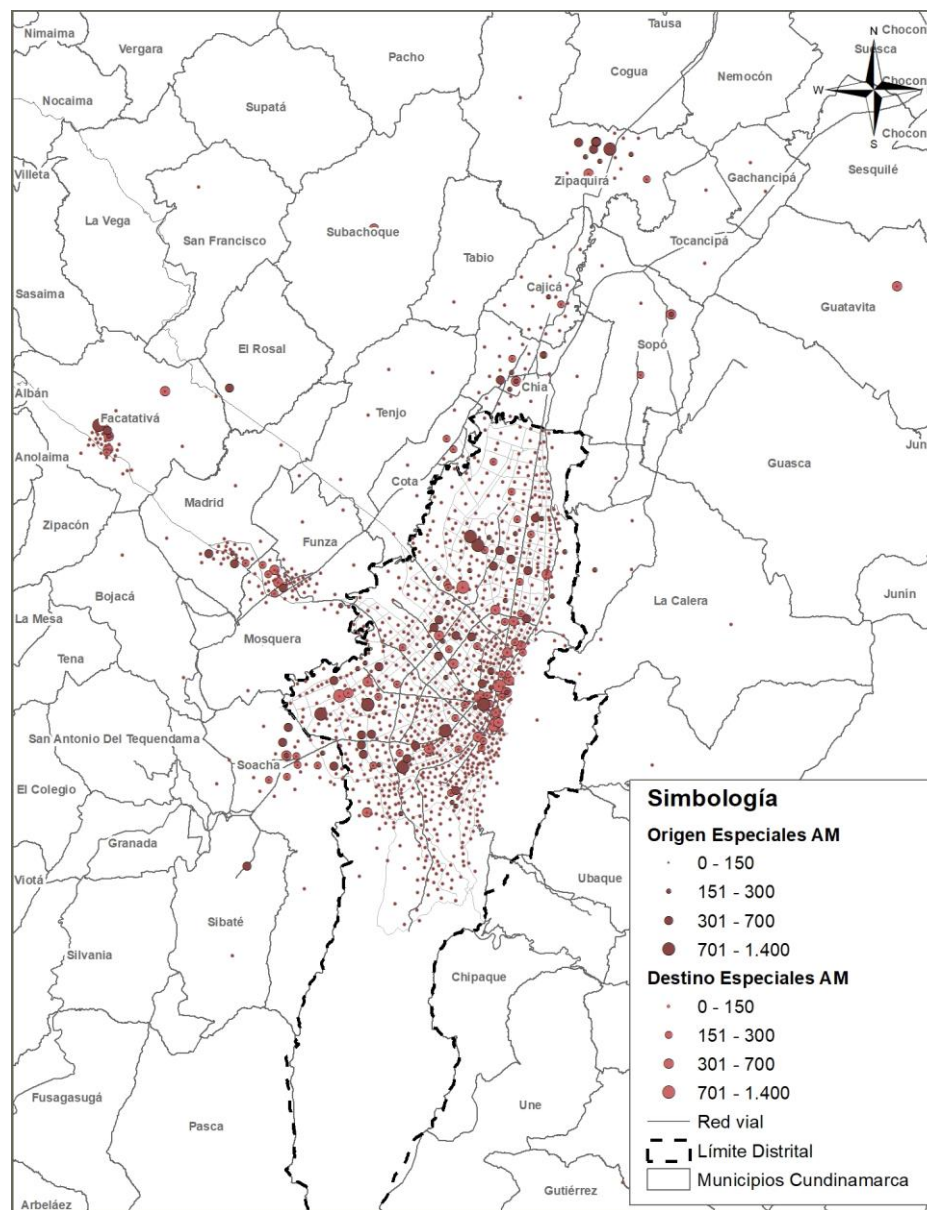 Nimaima
Vergara
Pacho
Tausa
Chocon
Suesca
N
Cogua
Nemocón
Chocon
W
Nocaima
Supatá
S
Chocon
Sesquilé
Villeta
Zipaquirá
Gachancipá
La Vega
San Francisco
Subachoque
Tabio
Tocancipá
Cajicá
Sasaima
Guatavita
El Rosal
Sopó
Albán
Chía
Facatativá
Tenjo
Jun
Anolaima
Guasca
Madrid
Cota
Zipacón
Funza
Bojacá
La Calera
Junín
La Mesa
Mosquera
Tena
San Antonio Del Tequendama
Soacha
El Colegio
Granada
Viotá
Ubaque
Sibaté
Silvania
Chipaque
Fusagasugá
Une
Pasca
Arbeláez
Gutiérrez
Simbología
Origen Especiales AM
0 - 150
151 - 300
301 - 700
701 - 1.400
Destino Especiales AM
0 - 150
151 - 300
301 - 700
701 - 1.400
Red vial
Límite Distrital
Municipios Cundinamarca